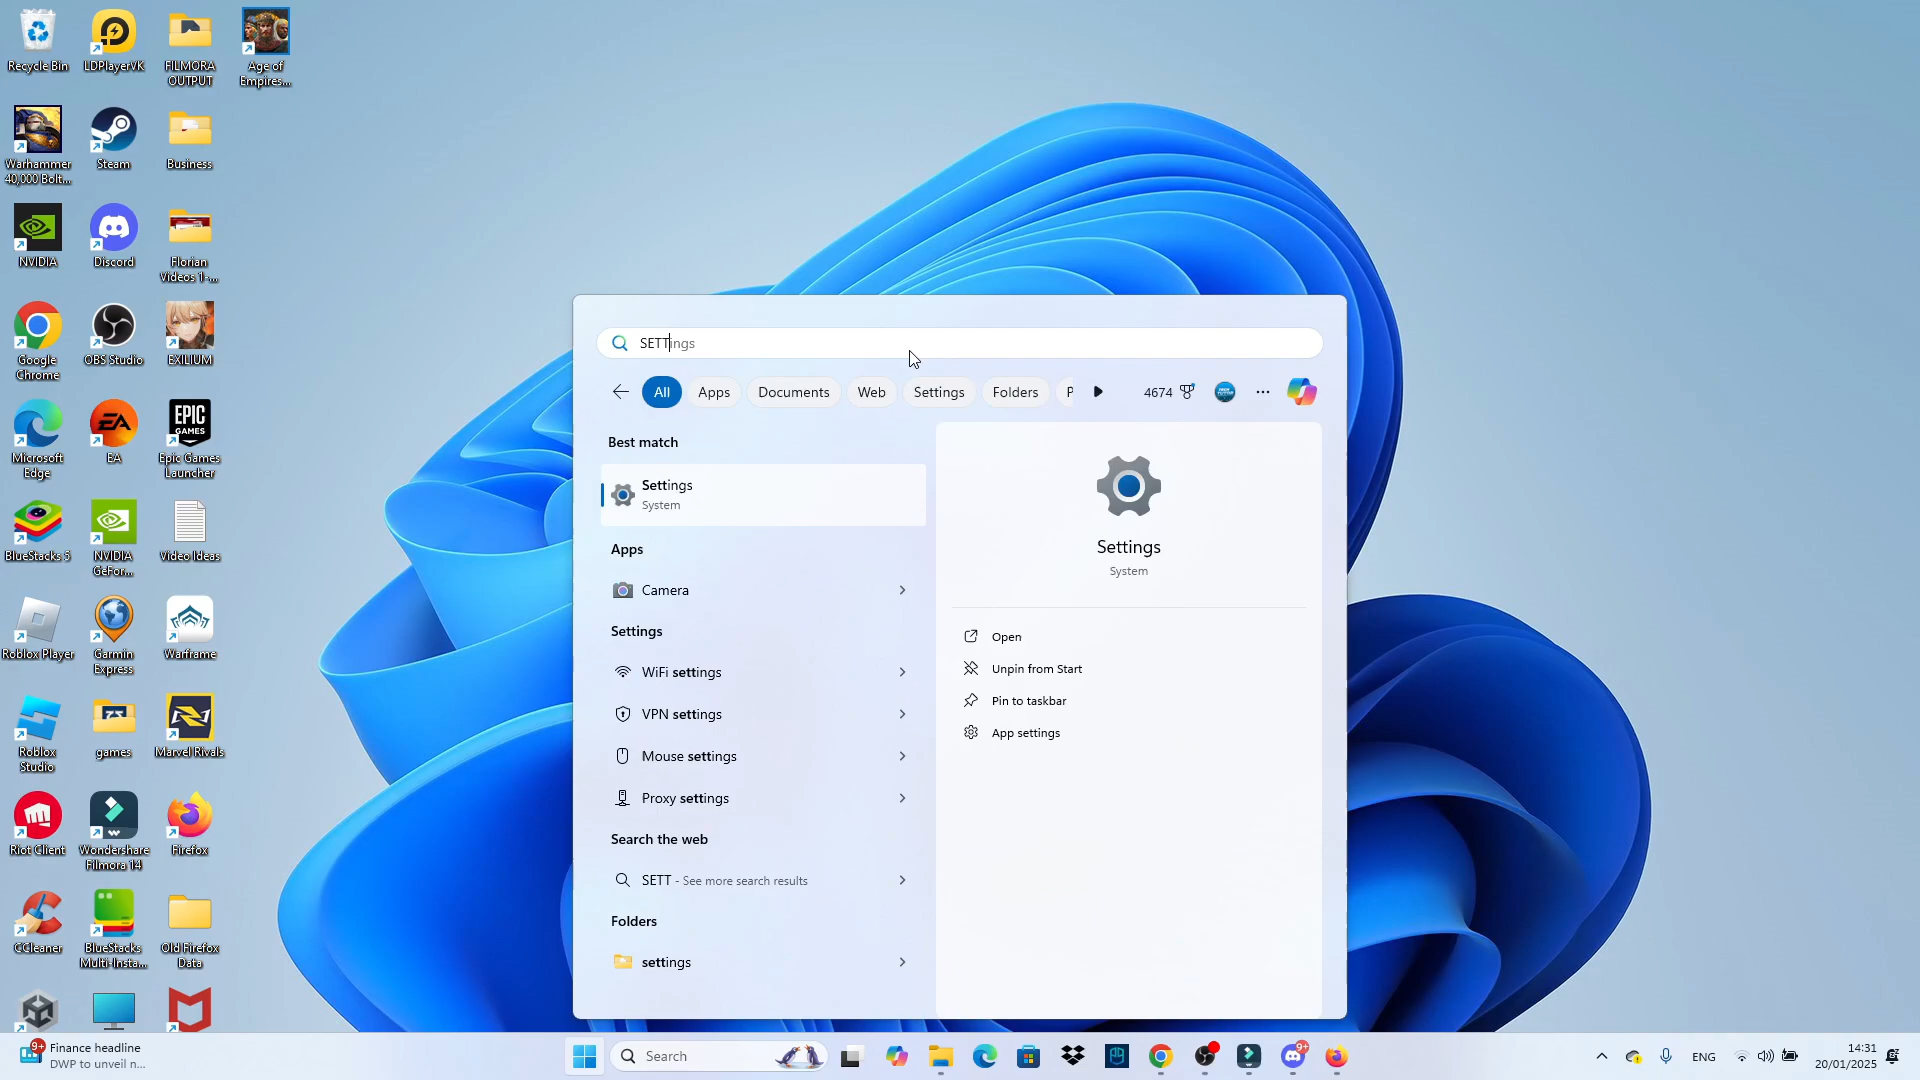 Recycle Bin
LDPlayerVK
FILMORA
OUTPUT
Age of
Empires...
Warhammer
40,000 Bolt...
Steam
Business
NVIDIA
Discord
Florian
Videos 1-...
Google
Chrome
OBS Studio
EXILIUM
Microsoft
Edge
EA
EPIC
GAMES
Epic Games
Launcher
BlueStacks 5
NVIDIA
GeFor...
Video Ideas
Roblox Player
Garmin
Express
Warframe
Roblox
Studio
games
Marvel Rivals
Riot Client
Wondershare
Filmora 14
Firefox
CCleaner
BlueStacks
Multi-Insta...
Old Firefox
Data
SETTings
All
Apps
Documents
Web
Settings
Folders
P
4674
Best match
Settings
System
Apps
Camera
Settings
WiFi settings
VPN settings
Mouse settings
Proxy settings
Search the web
SETT - See more search results
Folders
settings
Settings
System
Open
Unpin from Start
Pin to taskbar
App settings
9+
Finance headline
DWP to unveil n...
Search
9+
ENG
14:31
20/01/2025